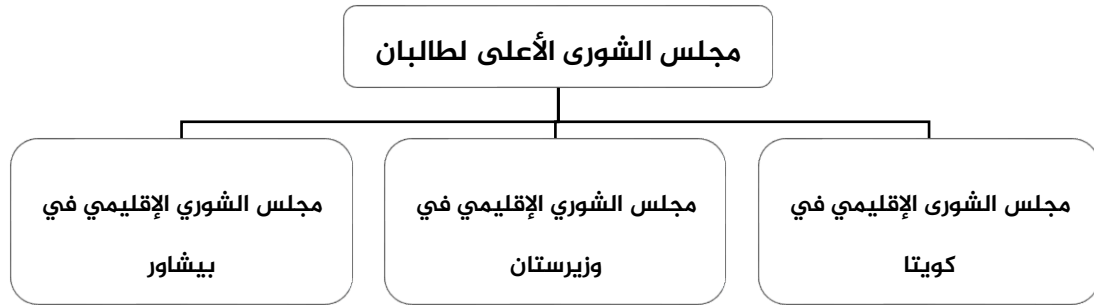 مجلس الشورى الأعلى لطالبان
مجلس الشورى الإقليمي في
كويتا
مجلس الشوري الإقليمي في
وزيرستان
مجلس الشوري الإقليمي في
بيشاور